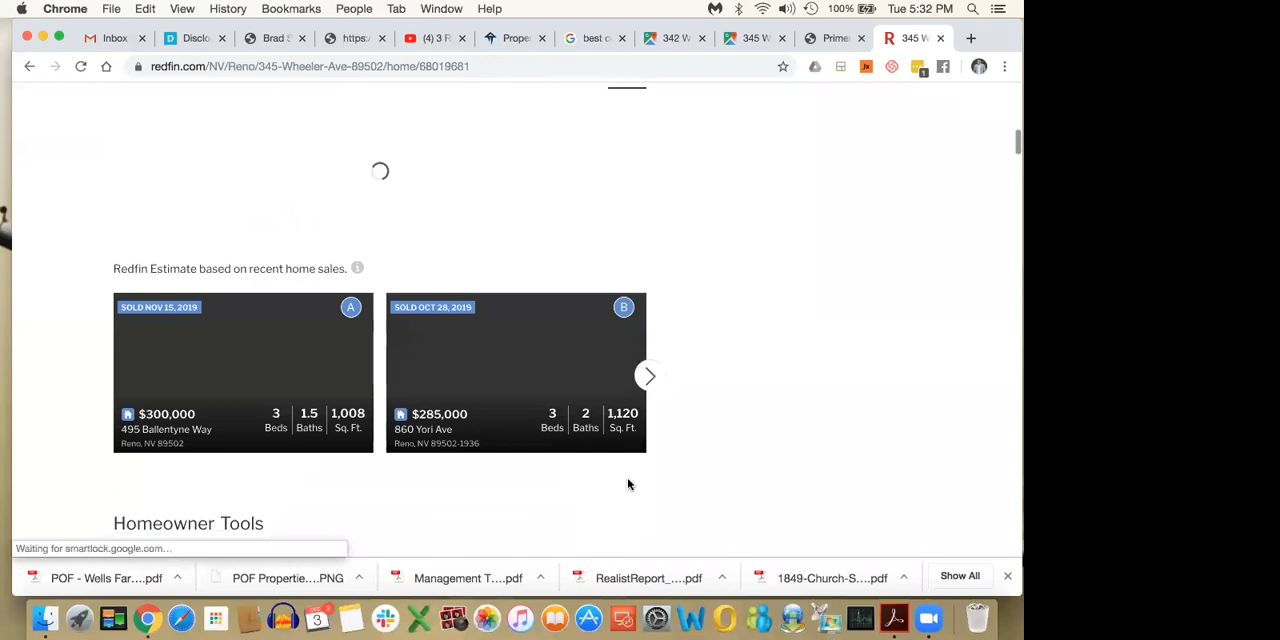 Chrome File Edit View History Bookmarks People Tab Window Help 100% Tue 5:32 PM
Inbox Disclo Brad S https:/ (4) 3 R Prope best c 342 W 345 W Prime 345 W
redfin.com/NV/Reno/345-Wheeler-Ave-89502/home/68019681
Redfin Estimate based on recent home sales.
SOLD NOV 15, 2019 A
$300,000 3 1.5 1,008
495 Ballentyne Way Beds Baths Sq. Ft.
Reno, NV 89502
SOLD OCT 28, 2019 B
$285,000 3 2 1,120
860 Yori Ave Beds Baths Sq. Ft.
Reno, NV 89502-1936
Homeowner Tools
Waiting for smartlock.google.com...
POF - Wells Far....pdf POF Propertie....PNG Management T....pdf RealistReport_....pdf 1849-Church-S....pdf Show All